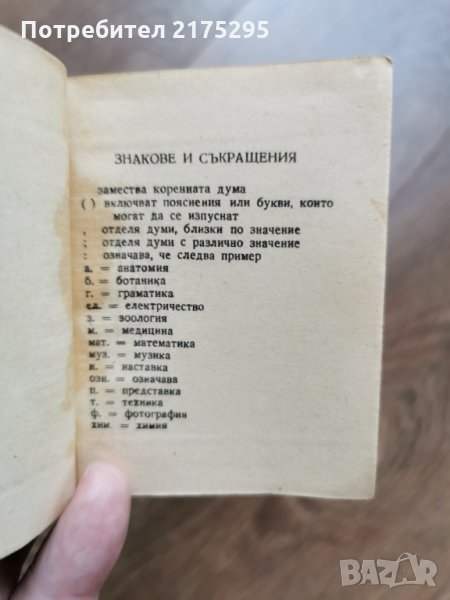 Потребител 2175295
ЗНАКОВЕ И СЪКРАЩЕНИЯ
замества коренната дума
( ) включват пояснения или букви, които
могат да се изпуснат
, отделя думи, близки по значение
; отделя думи с различно значение
: означава, че следва пример
а. = анатомия
б. = ботаника
г. = граматика
ел. = електричество
з. = зоология
м. = медицина
мат. = математика
муз. = музика
н. = наставка
озн. = означава
п. = представка
т. = техника
ф. = фотография
хим. = химия
BAZAR